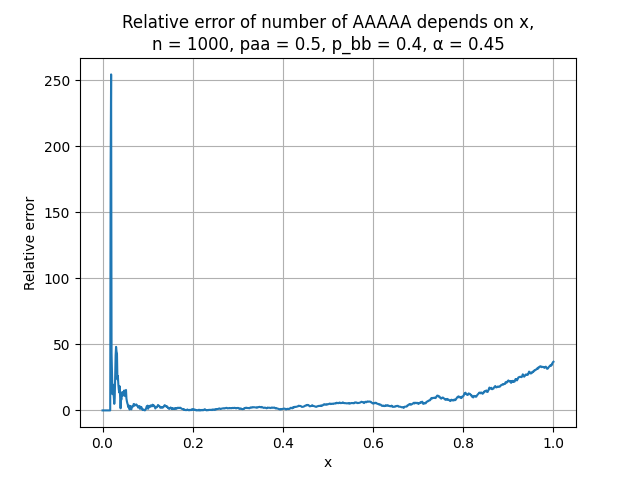 Relative error of number of AAAAA depends on x,
n = 1000, paa = 0.5, p_bb = 0.4, α = 0.45
250
200
150
100
50
0
Relative error
0.0 0.2 0.4 0.6 0.8 1.0
x